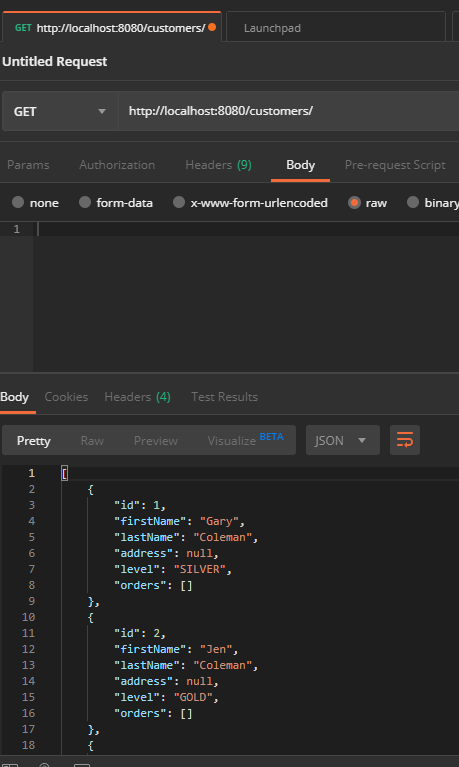 GET http://localhost:8080/customers/ Launchpad
Untitled Request
GET http://localhost:8080/customers/
Params Authorization Headers (9) Body Pre-request Script
none form-data x-www-form-urlencoded raw binary
1
Body Cookies Headers (4) Test Results
Pretty Raw Preview Visualize BETA JSON
1 [
2 {
3 "id": 1,
4 "firstName": "Gary",
5 "lastName": "Coleman",
6 "address": null,
7 "level": "SILVER",
8 "orders": []
9 },
10 {
11 "id": 2,
12 "firstName": "Jen",
13 "lastName": "Coleman",
14 "address": null,
15 "level": "GOLD",
16 "orders": []
17 },
18 {